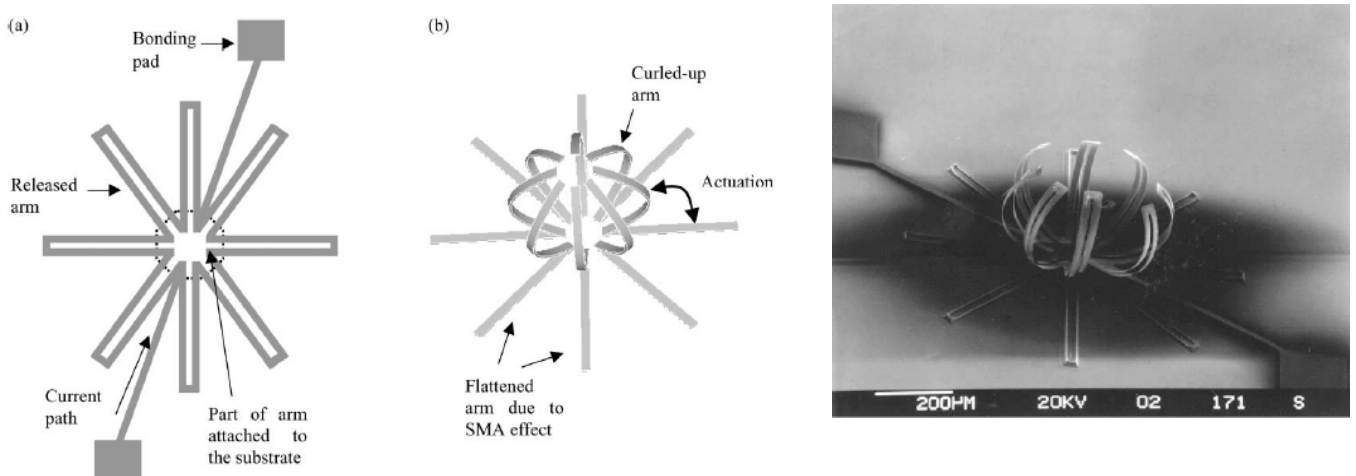 (a)
Bonding
pad
Released
arm
Current
path
Part of arm
attached to
the substrate
(b)
Curled-up
arm
Actuation
Flattened
arm due to
SMA effect
200µM 20KV 02 171 S